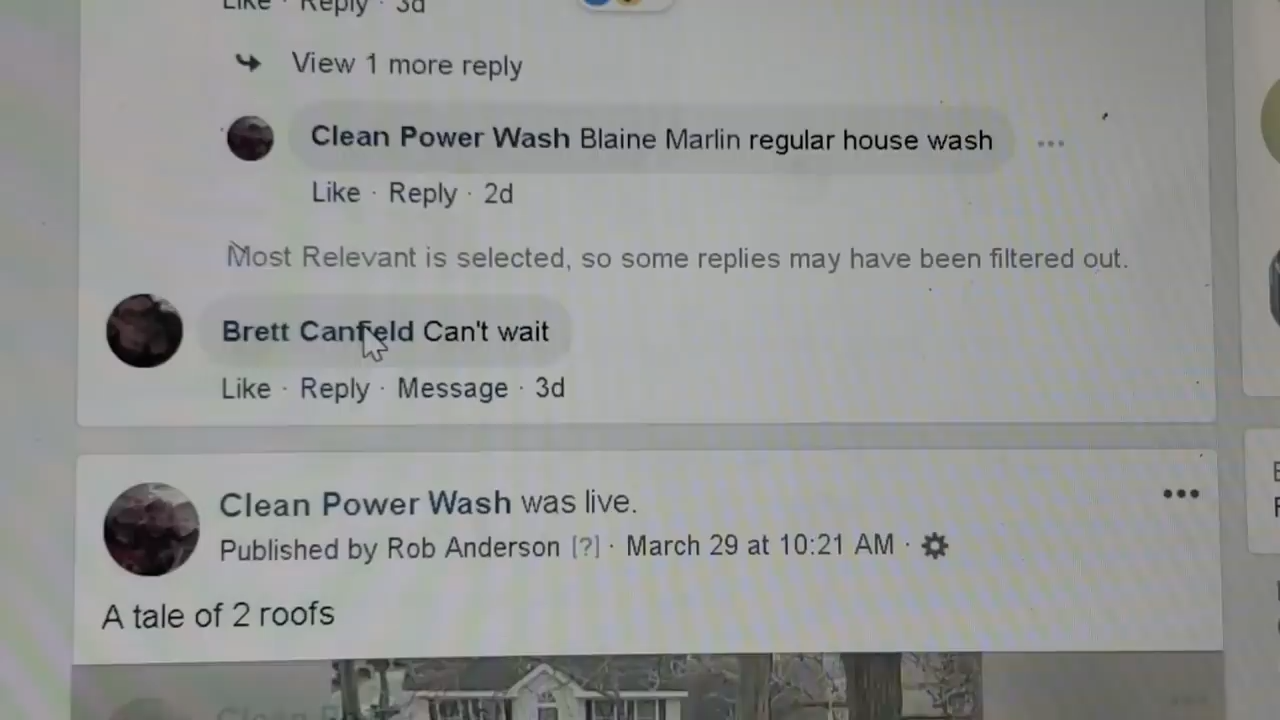 Like · Reply · 3d
View 1 more reply
Clean Power Wash Blaine Marlin regular house wash
Like · Reply · 2d
Most Relevant is selected, so some replies may have been filtered out.
Brett Canfield Can't wait
Like · Reply · Message · 3d
Clean Power Wash was live.
Published by Rob Anderson [?] · March 29 at 10:21 AM ·
A tale of 2 roofs